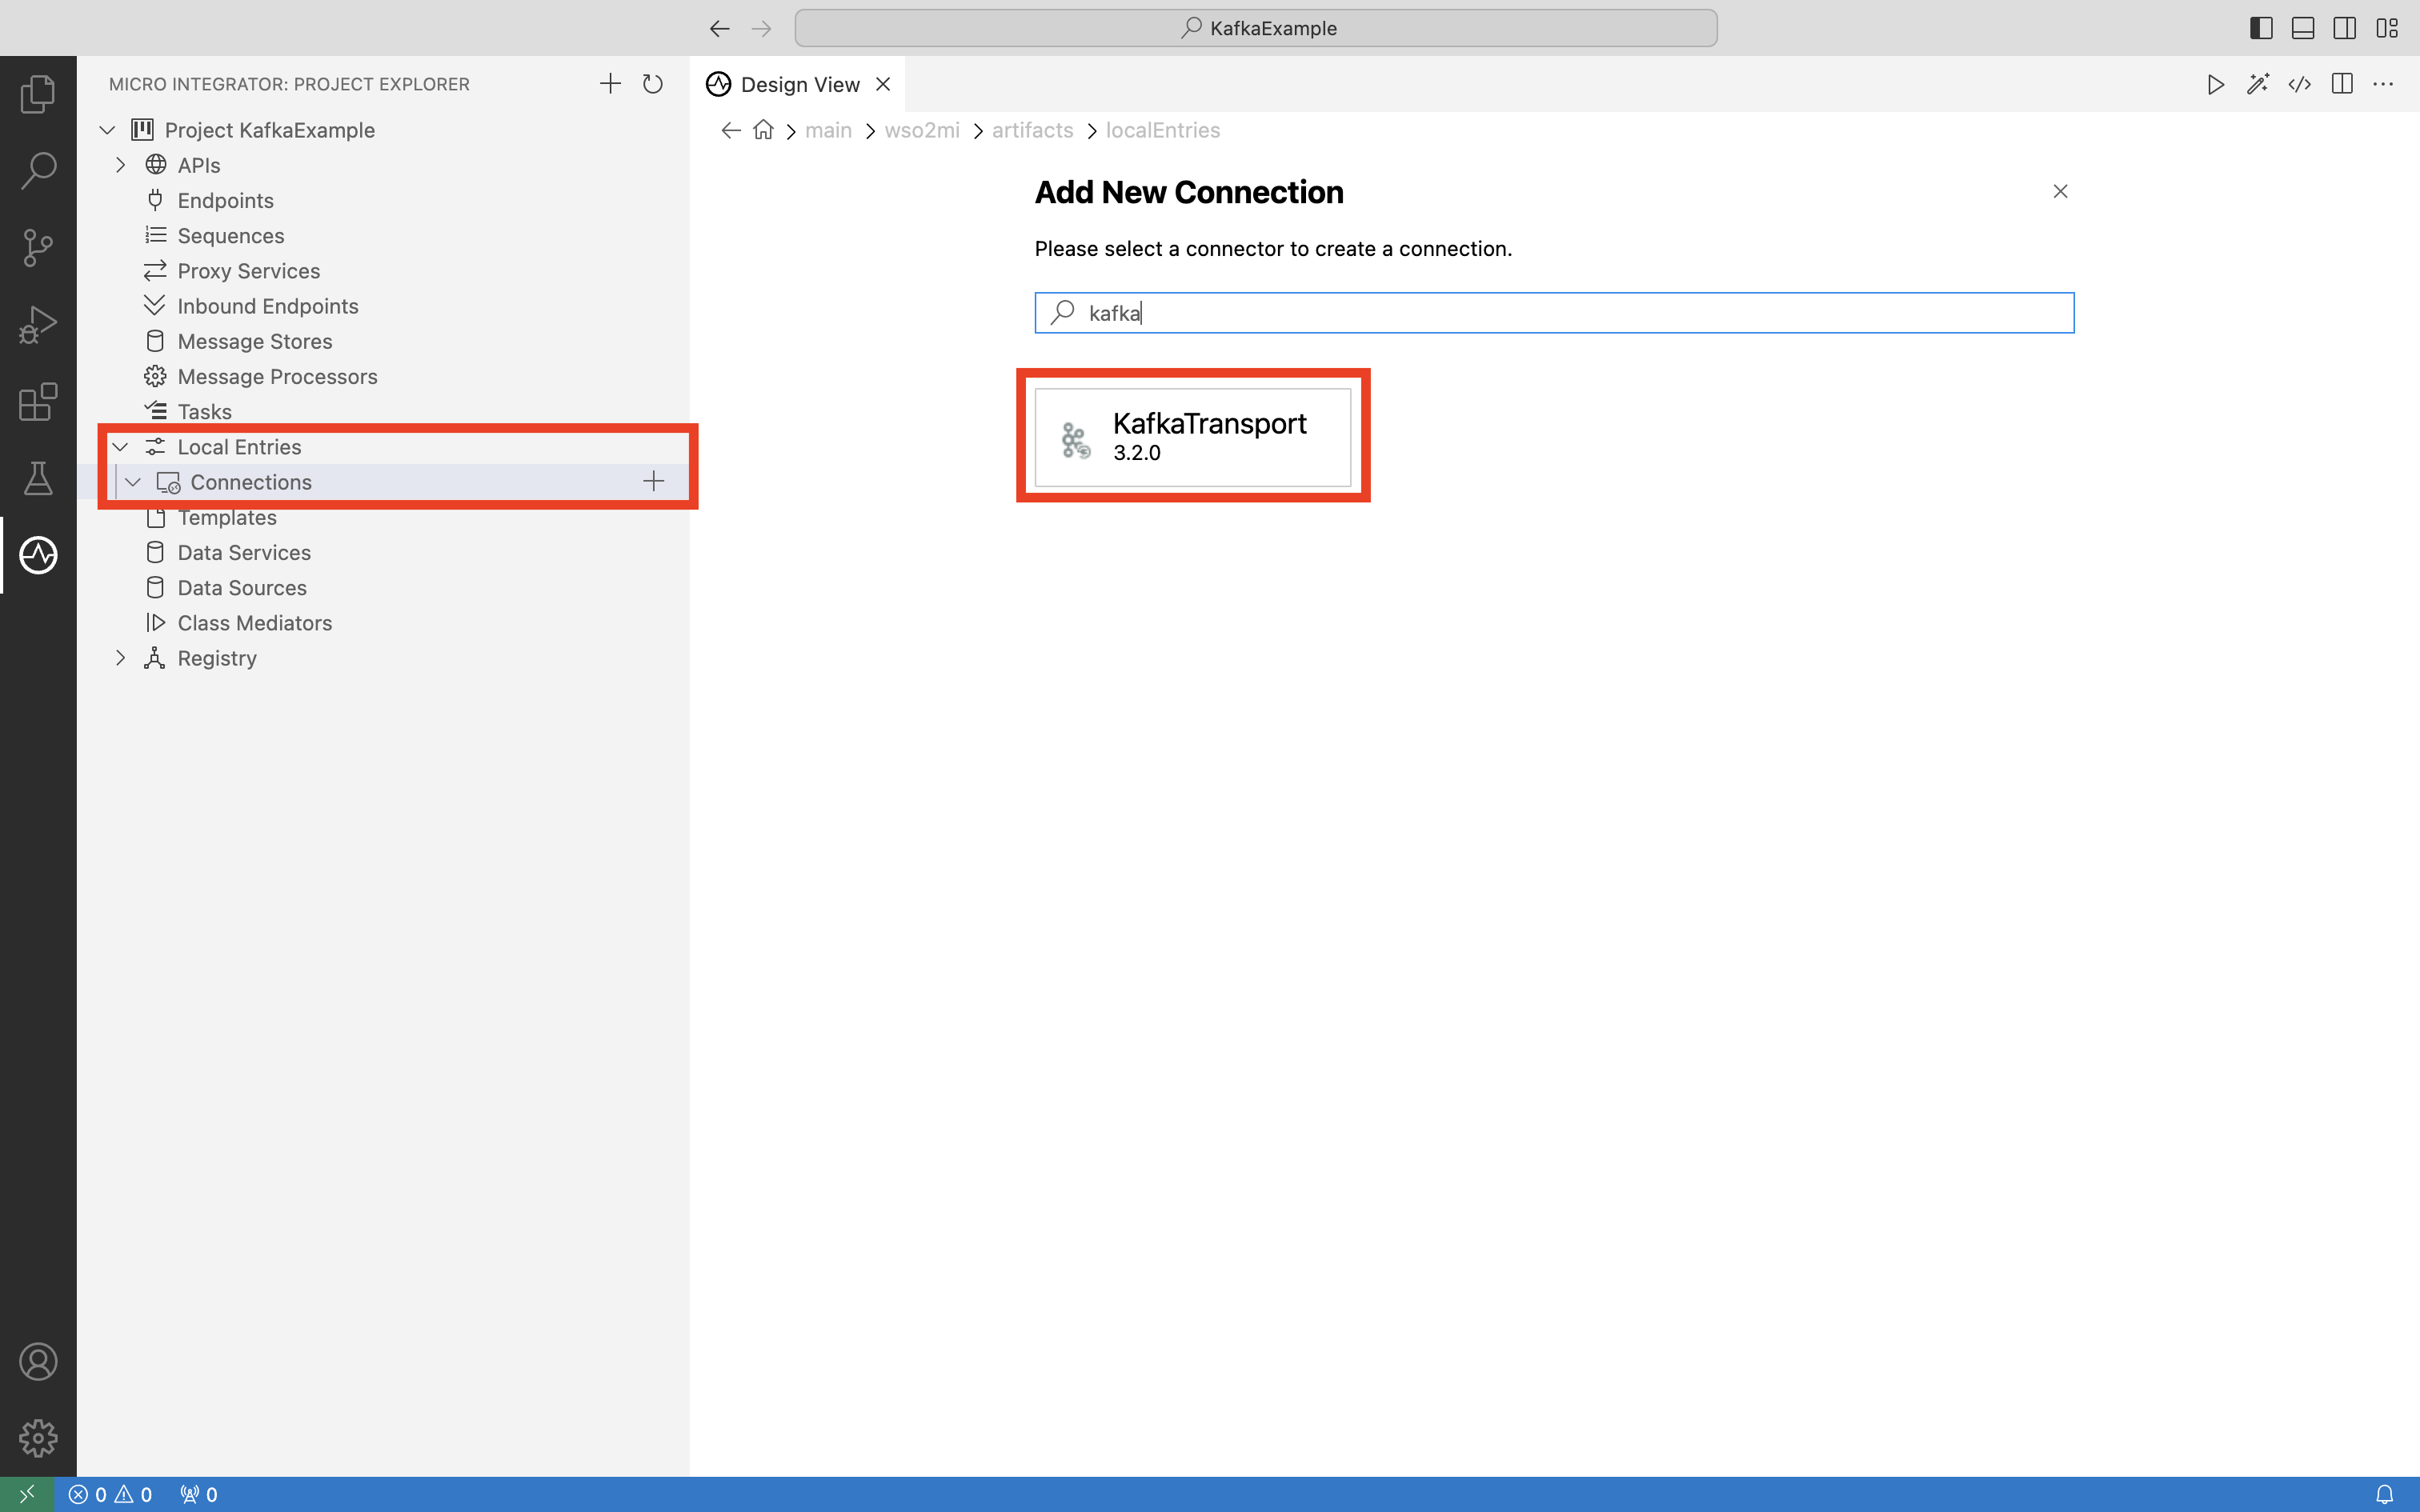 KafkaExample
MICRO INTEGRATOR: PROJECT EXPLORER
Project KafkaExample
APIs
Endpoints
Sequences
Proxy Services
Inbound Endpoints
Message Stores
Message Processors
Tasks
Local Entries
Connections
Templates
Data Services
Data Sources
Class Mediators
Registry
Design View
main > wso2mi > artifacts > localEntries
Add New Connection
Please select a connector to create a connection.
kafka
KafkaTransport
3.2.0
0 0 0